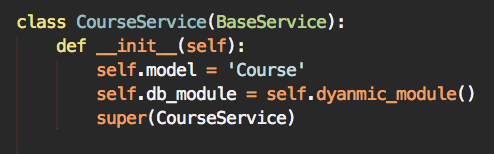 class CourseService(BaseService):
    def __init__(self):
        self.model = 'Course'
        self.db_module = self.dyanmic_module()
        super(CourseService)